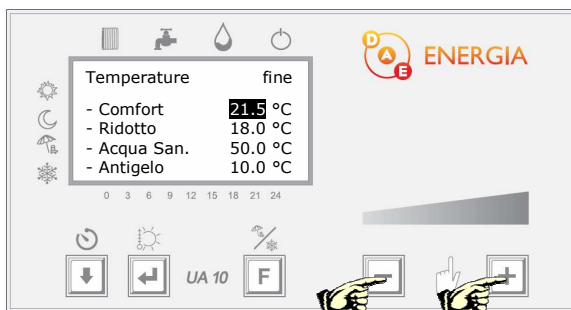 D A E ENERGIA
Temperature fine
- Comfort 21.5 °C
- Ridotto 18.0 °C
- Acqua San. 50.0 °C
- Antigelo 10.0 °C
0 3 6 9 12 15 18 21 24
UA 10 F - +